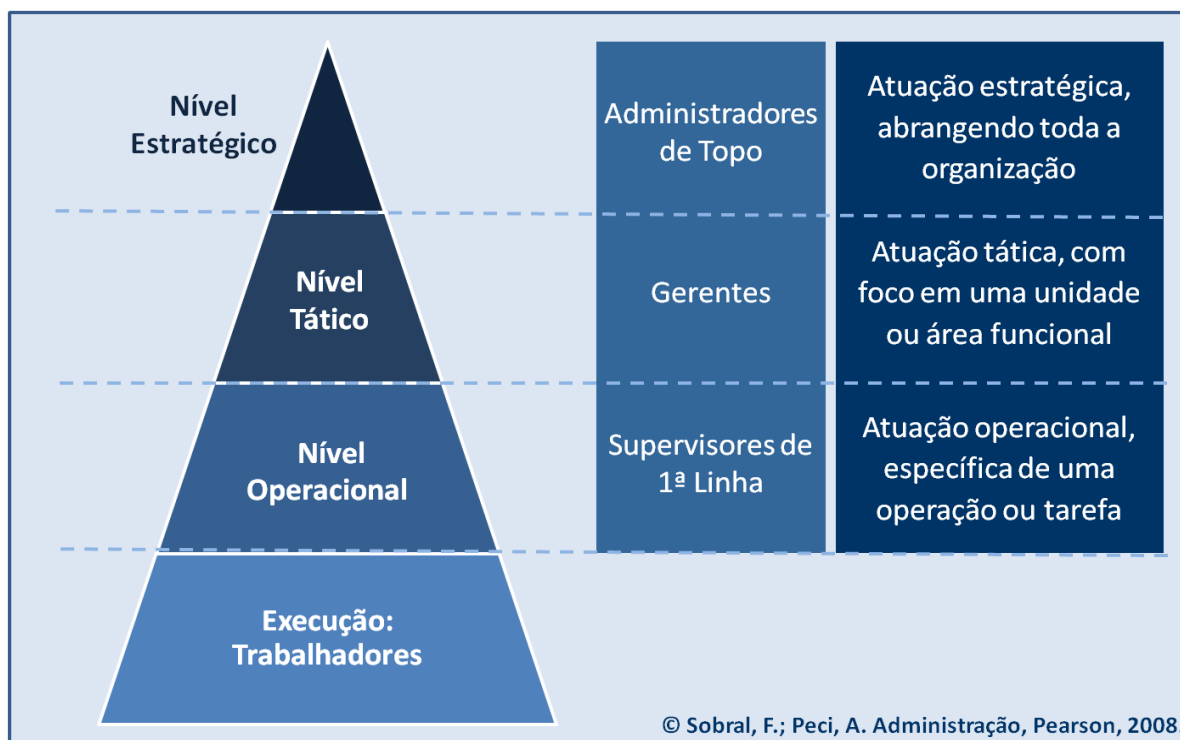 Nível
Estratégico
Administradores
de Topo
Atuação estratégica,
abrangendo toda a
organização
Nível
Tático
Gerentes
Atuação tática, com
foco em uma unidade
ou área funcional
Nível
Operacional
Supervisores de
1ª Linha
Atuação operacional,
específica de uma
operação ou tarefa
Execução:
Trabalhadores
© Sobral, F.; Peci, A. Administração, Pearson, 2008.